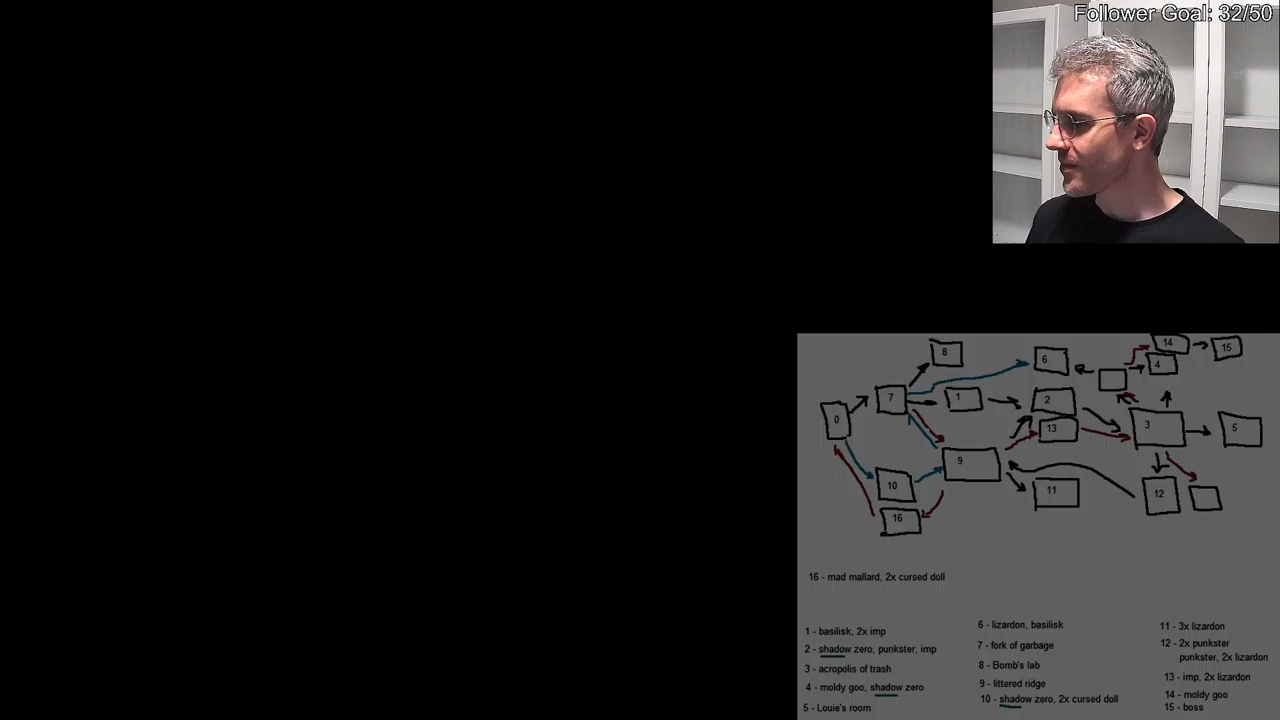 Follower Goal: 32/50
8
6
14
15
4
7
1
2
0
13
3
5
9
10
11
12
16
16 - mad mallard, 2x cursed doll
1 - basilisk, 2x imp
2 - shadow zero, punkster, imp
3 - acropolis of trash
4 - moldy goo, shadow zero
5 - Louie's room
6 - lizardon, basilisk
7 - fork of garbage
8 - Bomb's lab
9 - littered ridge
10 - shadow zero, 2x cursed doll
11 - 3x lizardon
12 - 2x punkster
punkster, 2x lizardon
13 - imp, 2x lizardon
14 - moldy goo
15 - boss